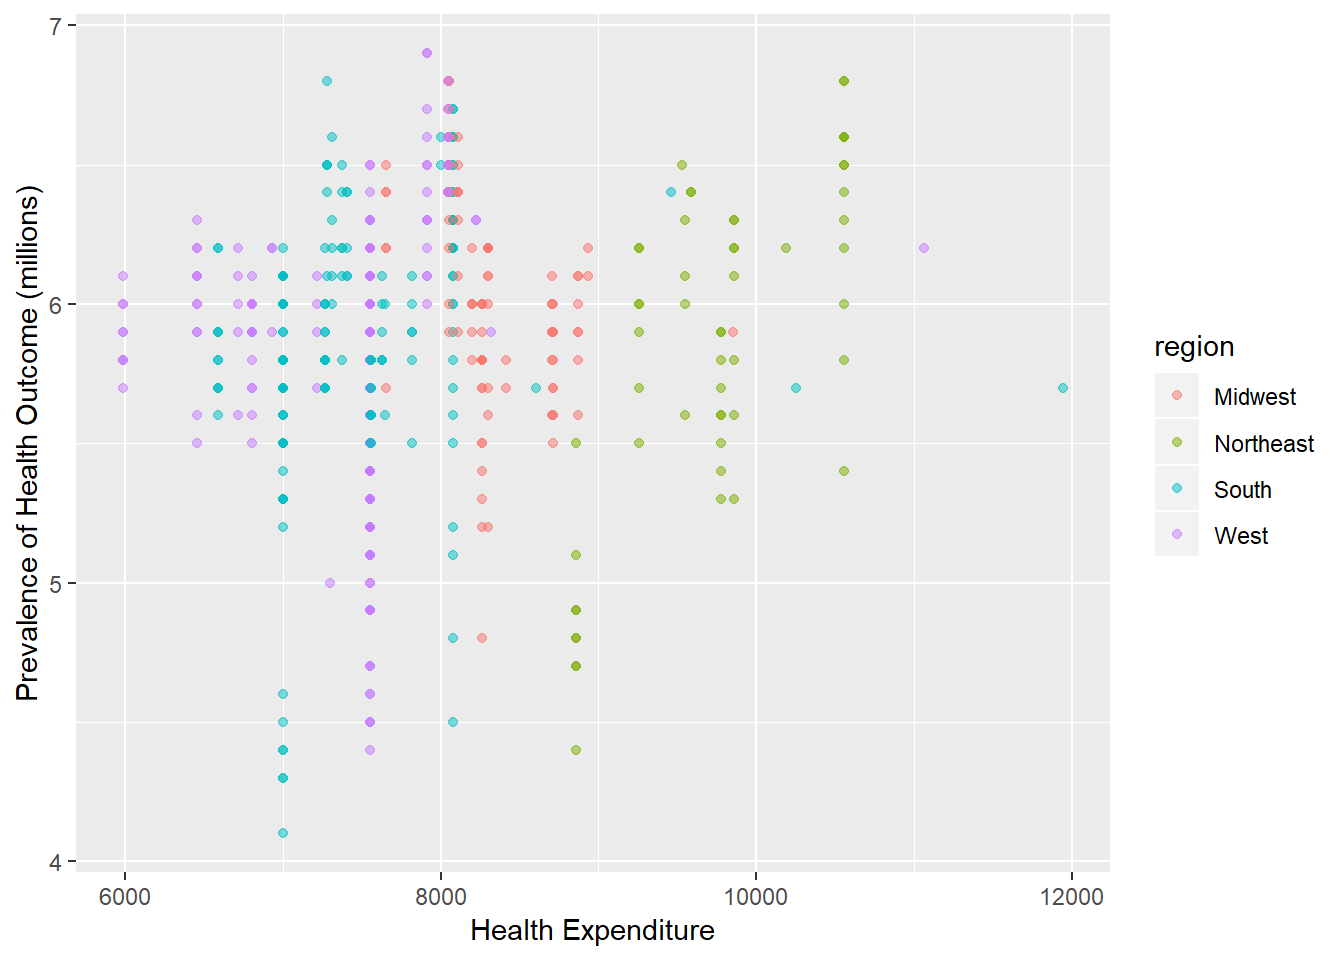 7
6
5
4
Prevalence of Health Outcome (millions)
6000 8000 10000 12000
Health Expenditure
region
Midwest
Northeast
South
West